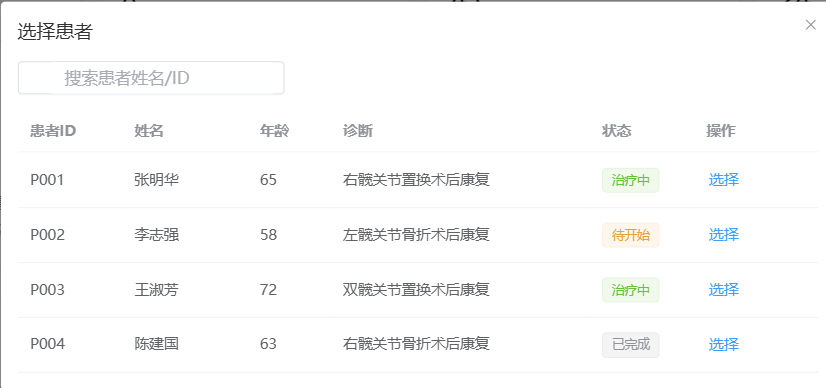 选择患者
搜索患者姓名/ID
患者ID 姓名 年龄 诊断 状态 操作
P001 张明华 65 右髋关节置换术后康复 治疗中 选择
P002 李志强 58 左髋关节骨折术后康复 待开始 选择
P003 王淑芳 72 双髋关节置换术后康复 治疗中 选择
P004 陈建国 63 右髋关节骨折术后康复 已完成 选择